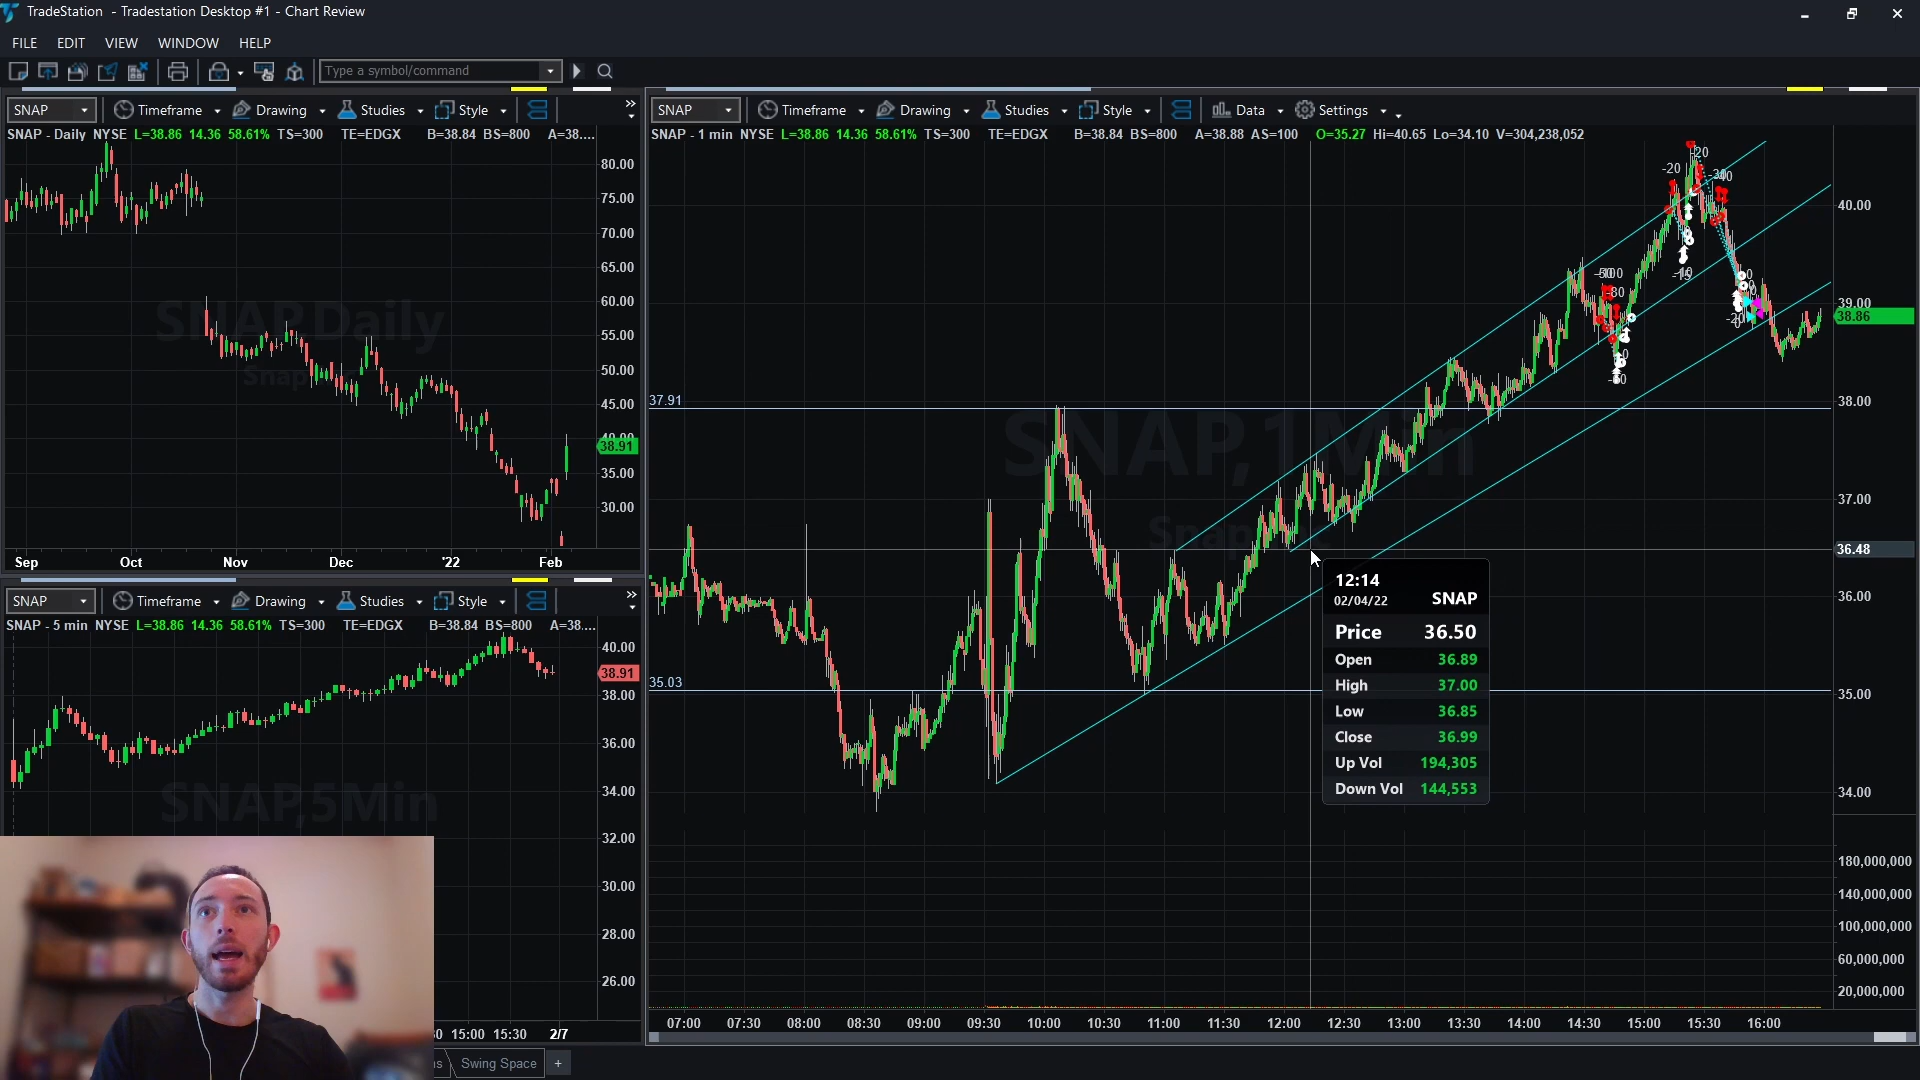 TradeStation - Tradestation Desktop #1 - Chart Review
FILE EDIT VIEW WINDOW HELP
Type a symbol/command
SNAP Timeframe Drawing Studies Style
SNAP - Daily NYSE L=38.86 14.36 58.61% TS=300 TE=EDGX B=38.84 BS=800 A=38....
80.00
75.00
70.00
65.00
60.00
55.00
50.00
45.00
40.00
38.91
35.00
30.00
SNAP,Daily
Snap
Sep Oct Nov Dec '22 Feb
SNAP Timeframe Drawing Studies Style
SNAP - 5 min NYSE L=38.86 14.36 58.61% TS=300 TE=EDGX B=38.84 BS=800 A=38....
40.00
38.91
38.00
36.00
34.00
32.00
30.00
28.00
26.00
SNAP,5Min
15:00 15:30 2/7
Swing Space +
SNAP Timeframe Drawing Studies Style Data Settings
SNAP - 1 min NYSE L=38.86 14.36 58.61% TS=300 TE=EDGX B=38.84 BS=800 A=38.88 AS=100 O=35.27 Hi=40.65 Lo=34.10 V=304,238,052
-20
-20
40.00
39.00
38.86
37.91
38.00
SNAP,1Min
37.00
36.48
36.00
35.03
35.00
34.00
12:14
02/04/22 SNAP
Price 36.50
Open 36.89
High 37.00
Low 36.85
Close 36.99
Up Vol 194,305
Down Vol 144,553
180,000,000
140,000,000
100,000,000
60,000,000
20,000,000
07:00 07:30 08:00 08:30 09:00 09:30 10:00 10:30 11:00 11:30 12:00 12:30 13:00 13:30 14:00 14:30 15:00 15:30 16:00